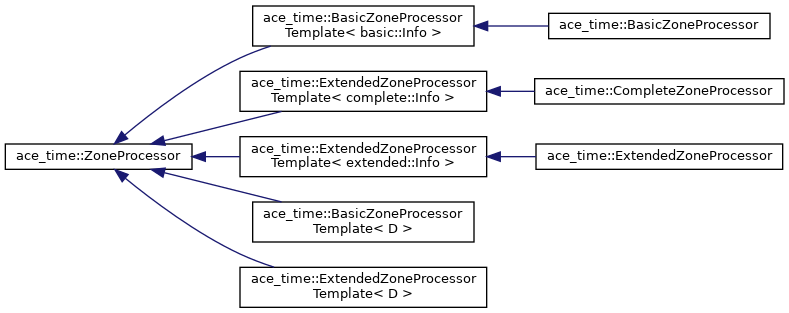 ace_time::BasicZoneProcessor
Template< basic::Info >
ace_time::BasicZoneProcessor
ace_time::ExtendedZoneProcessor
Template< complete::Info >
ace_time::CompleteZoneProcessor
ace_time::ZoneProcessor
ace_time::ExtendedZoneProcessor
Template< extended::Info >
ace_time::ExtendedZoneProcessor
ace_time::BasicZoneProcessor
Template< D >
ace_time::ExtendedZoneProcessor
Template< D >